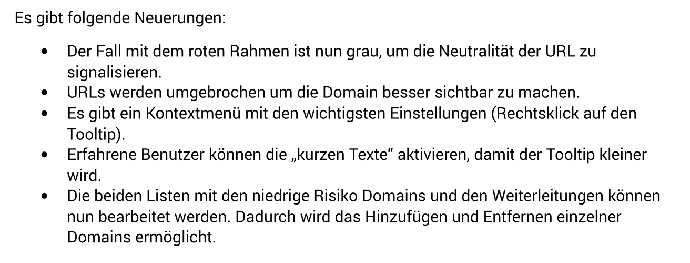 Es gibt folgende Neuerungen:
• Der Fall mit dem roten Rahmen ist nun grau, um die Neutralität der URL zu
signalisieren.
• URLs werden umgebrochen um die Domain besser sichtbar zu machen.
• Es gibt ein Kontextmenü mit den wichtigsten Einstellungen (Rechtsklick auf den
Tooltip).
• Erfahrene Benutzer können die „kurzen Texte“ aktivieren, damit der Tooltip kleiner
wird.
• Die beiden Listen mit den niedrige Risiko Domains und den Weiterleitungen können
nun bearbeitet werden. Dadurch wird das Hinzufügen und Entfernen einzelner
Domains ermöglicht.